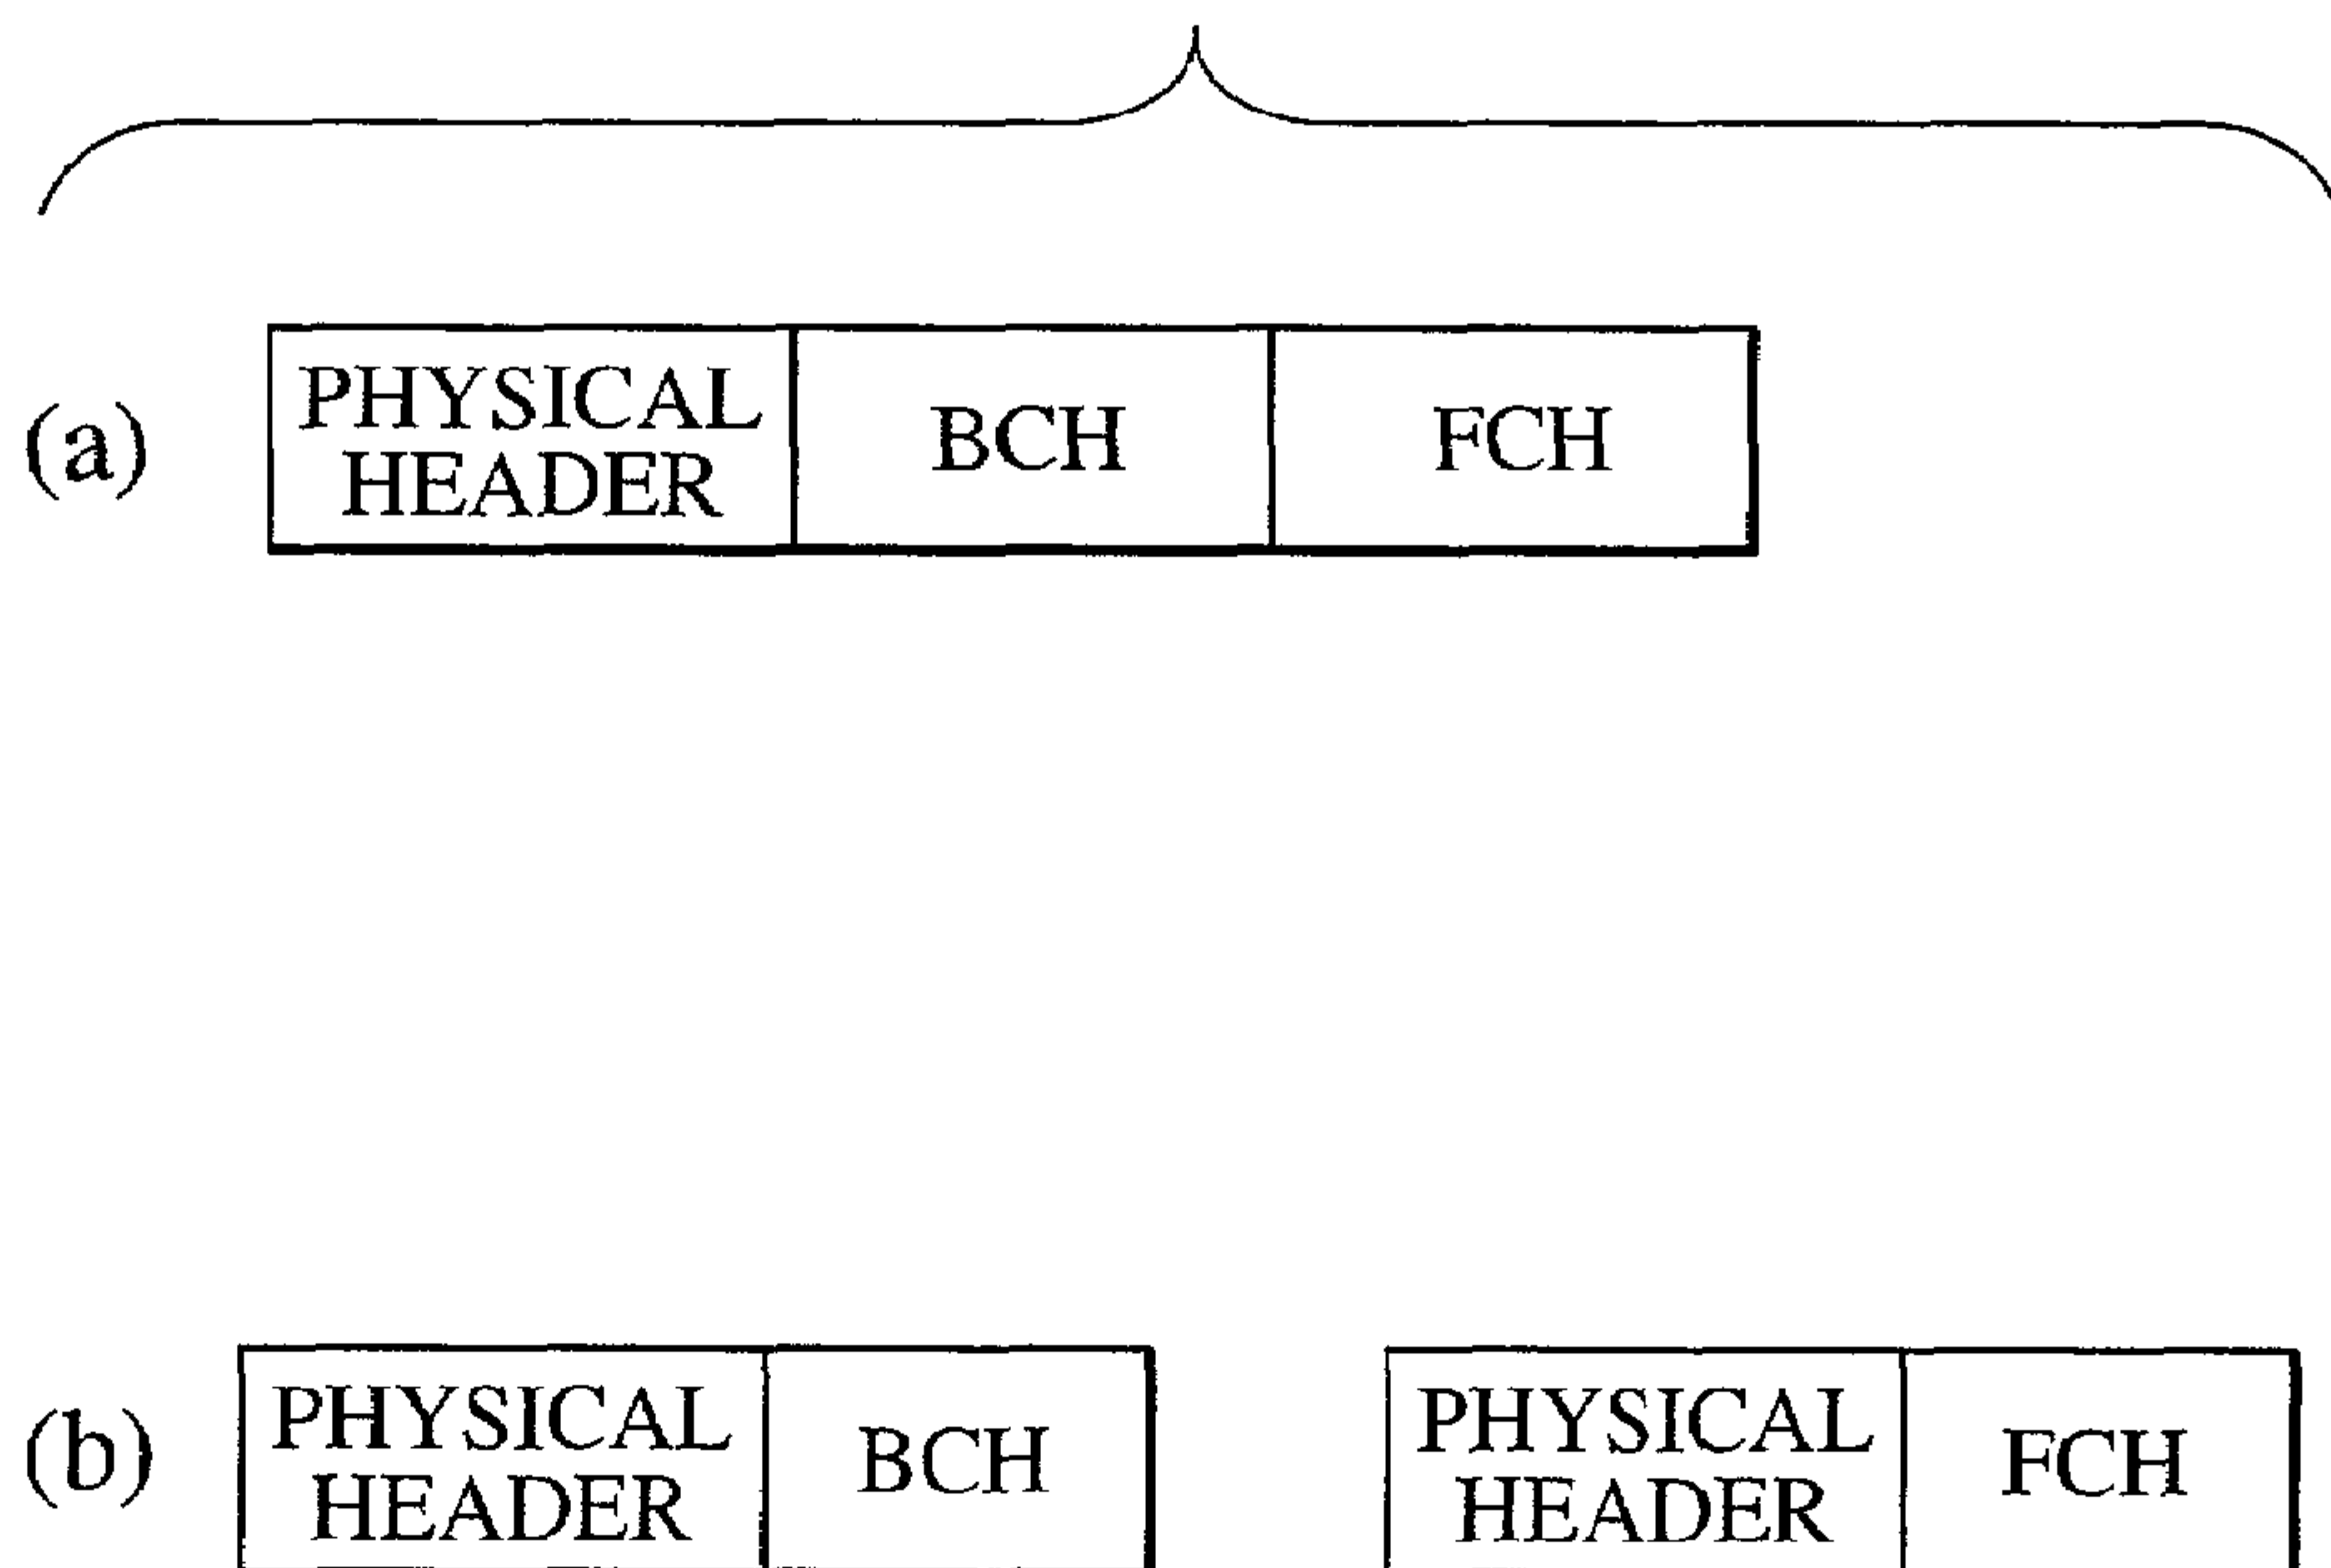 (a)
PHYSICAL
HEADER
BCH
FCH
(b)
PHYSICAL
HEADER
BCH
PHYSICAL
HEADER
FCH